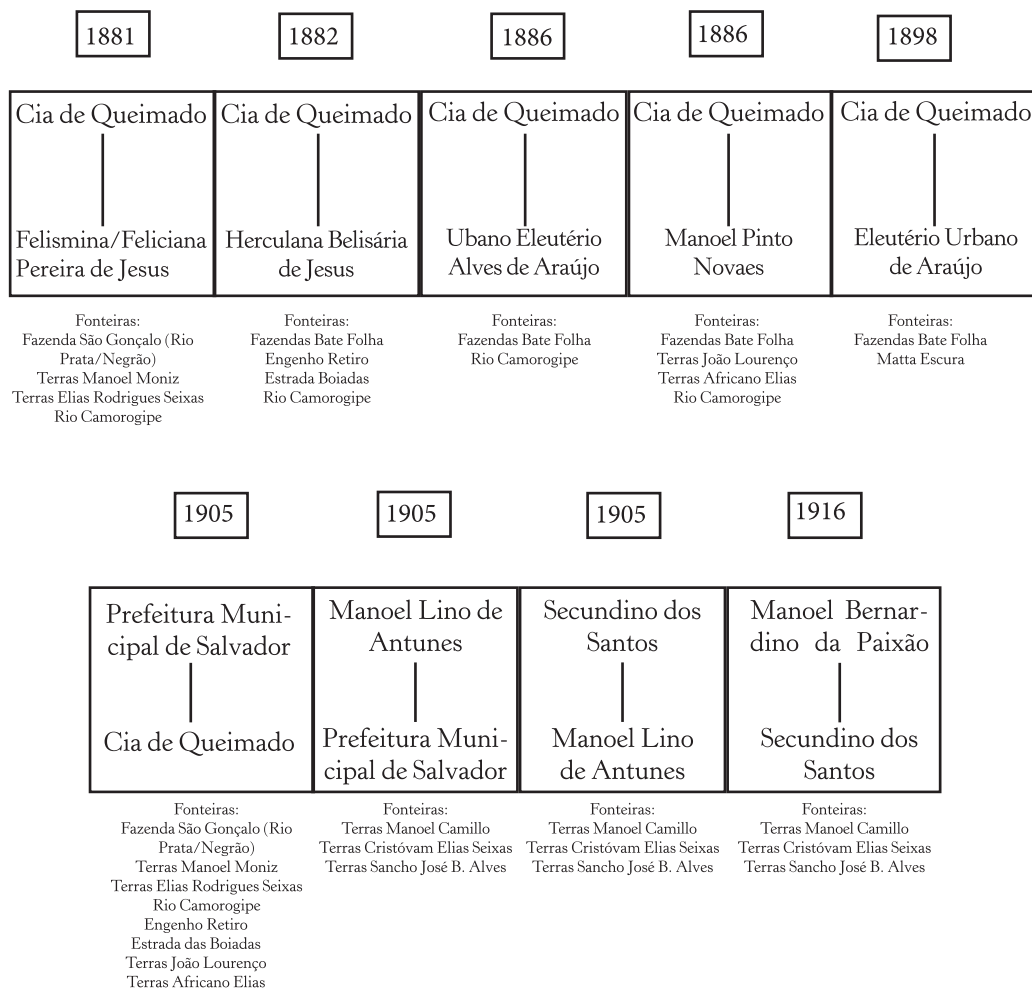 1881
Cia de Queimado
Felismina/Feliciana
Pereira de Jesus
Fonteiras:
Fazenda São Gonçalo (Rio
Prata/Negrão)
Terras Manoel Moniz
Terras Elias Rodrigues Seixas
Rio Camorogipe
1882
Cia de Queimado
Herculana Belisária
de Jesus
Fonteiras:
Fazendas Bate Folha
Engenho Retiro
Estrada Boiadas
Rio Camorogipe
1886
Cia de Queimado
Ubano Eleutério
Alves de Araújo
Fonteiras:
Fazendas Bate Folha
Rio Camorogipe
1886
Cia de Queimado
Manoel Pinto
Novaes
Fonteiras:
Fazendas Bate Folha
Terras João Lourenço
Terras Africano Elias
Rio Camorogipe
1898
Cia de Queimado
Eleutério Urbano
de Araújo
Fonteiras:
Fazendas Bate Folha
Matta Escura
1905
Prefeitura Muni-
cipal de Salvador
Cia de Queimado
Fonteiras:
Fazenda São Gonçalo (Rio
Prata/Negrão)
Terras Manoel Moniz
Terras Elias Rodrigues Seixas
Rio Camorogipe
Engenho Retiro
Estrada das Boiadas
Terras João Lourenço
Terras Africano Elias
1905
Manoel Lino de
Antunes
Prefeitura Muni-
cipal de Salvador
Fonteiras:
Terras Manoel Camillo
Terras Cristóvam Elias Seixas
Terras Sancho José B. Alves
1905
Secundino dos
Santos
Manoel Lino
de Antunes
Fonteiras:
Terras Manoel Camillo
Terras Cristóvam Elias Seixas
Terras Sancho José B. Alves
1916
Manoel Bernar-
dino da Paixão
Secundino dos
Santos
Fonteiras:
Terras Manoel Camillo
Terras Cristóvam Elias Seixas
Terras Sancho José B. Alves